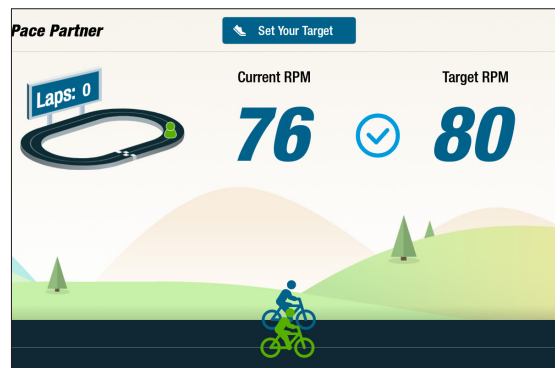 Pace Partner
Set Your Target
Laps: 0
Current RPM
Target RPM
76
80